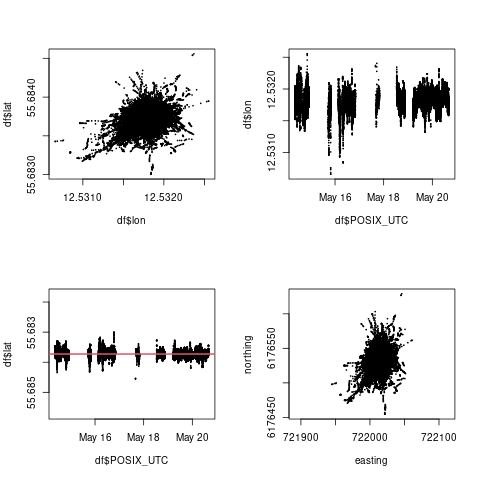 df$lat
55.6830
55.6840
12.5310
12.5320
df$lon
df$lon
12.5310
12.5320
May 16
May 18
May 20
df$POSIX_UTC
df$lat
55.685
55.683
May 16
May 18
May 20
df$POSIX_UTC
northing
6176450
6176550
721900
722000
722100
easting